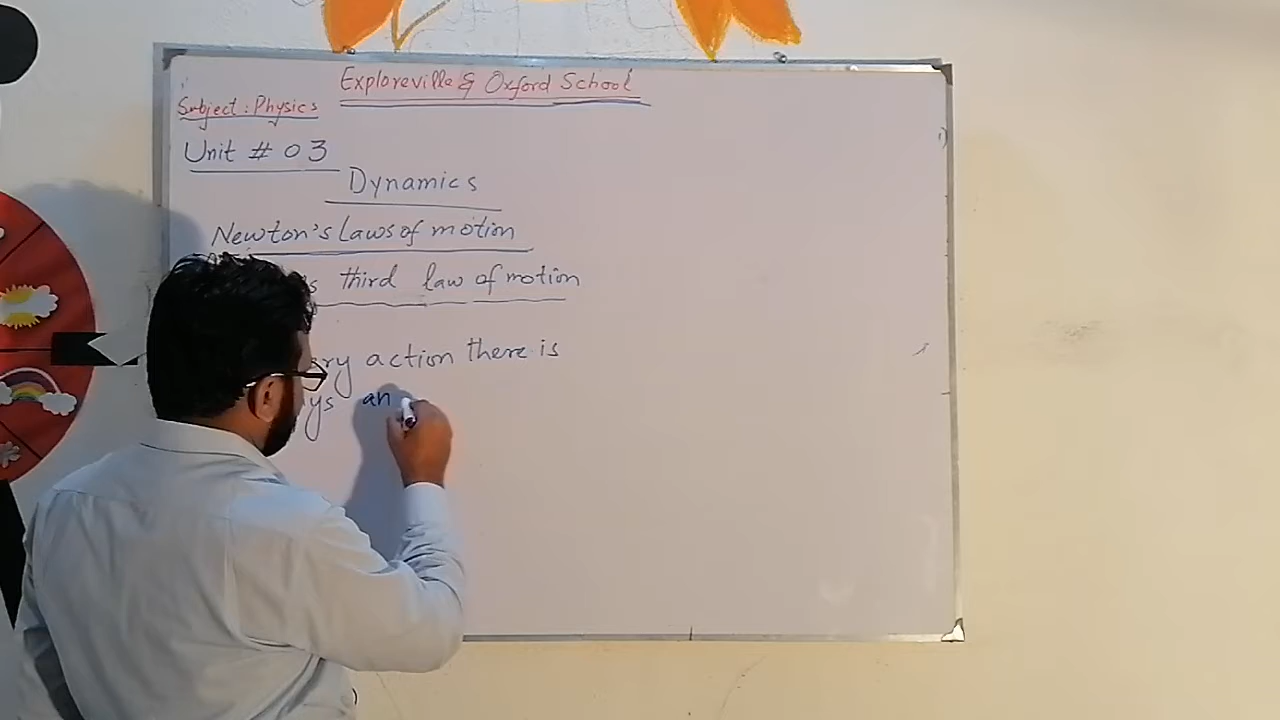 Exploreville & Oxford School
Subject: Physics
Unit # 03
Dynamics
Newton's Laws of motion
third law of motion
action there is
an